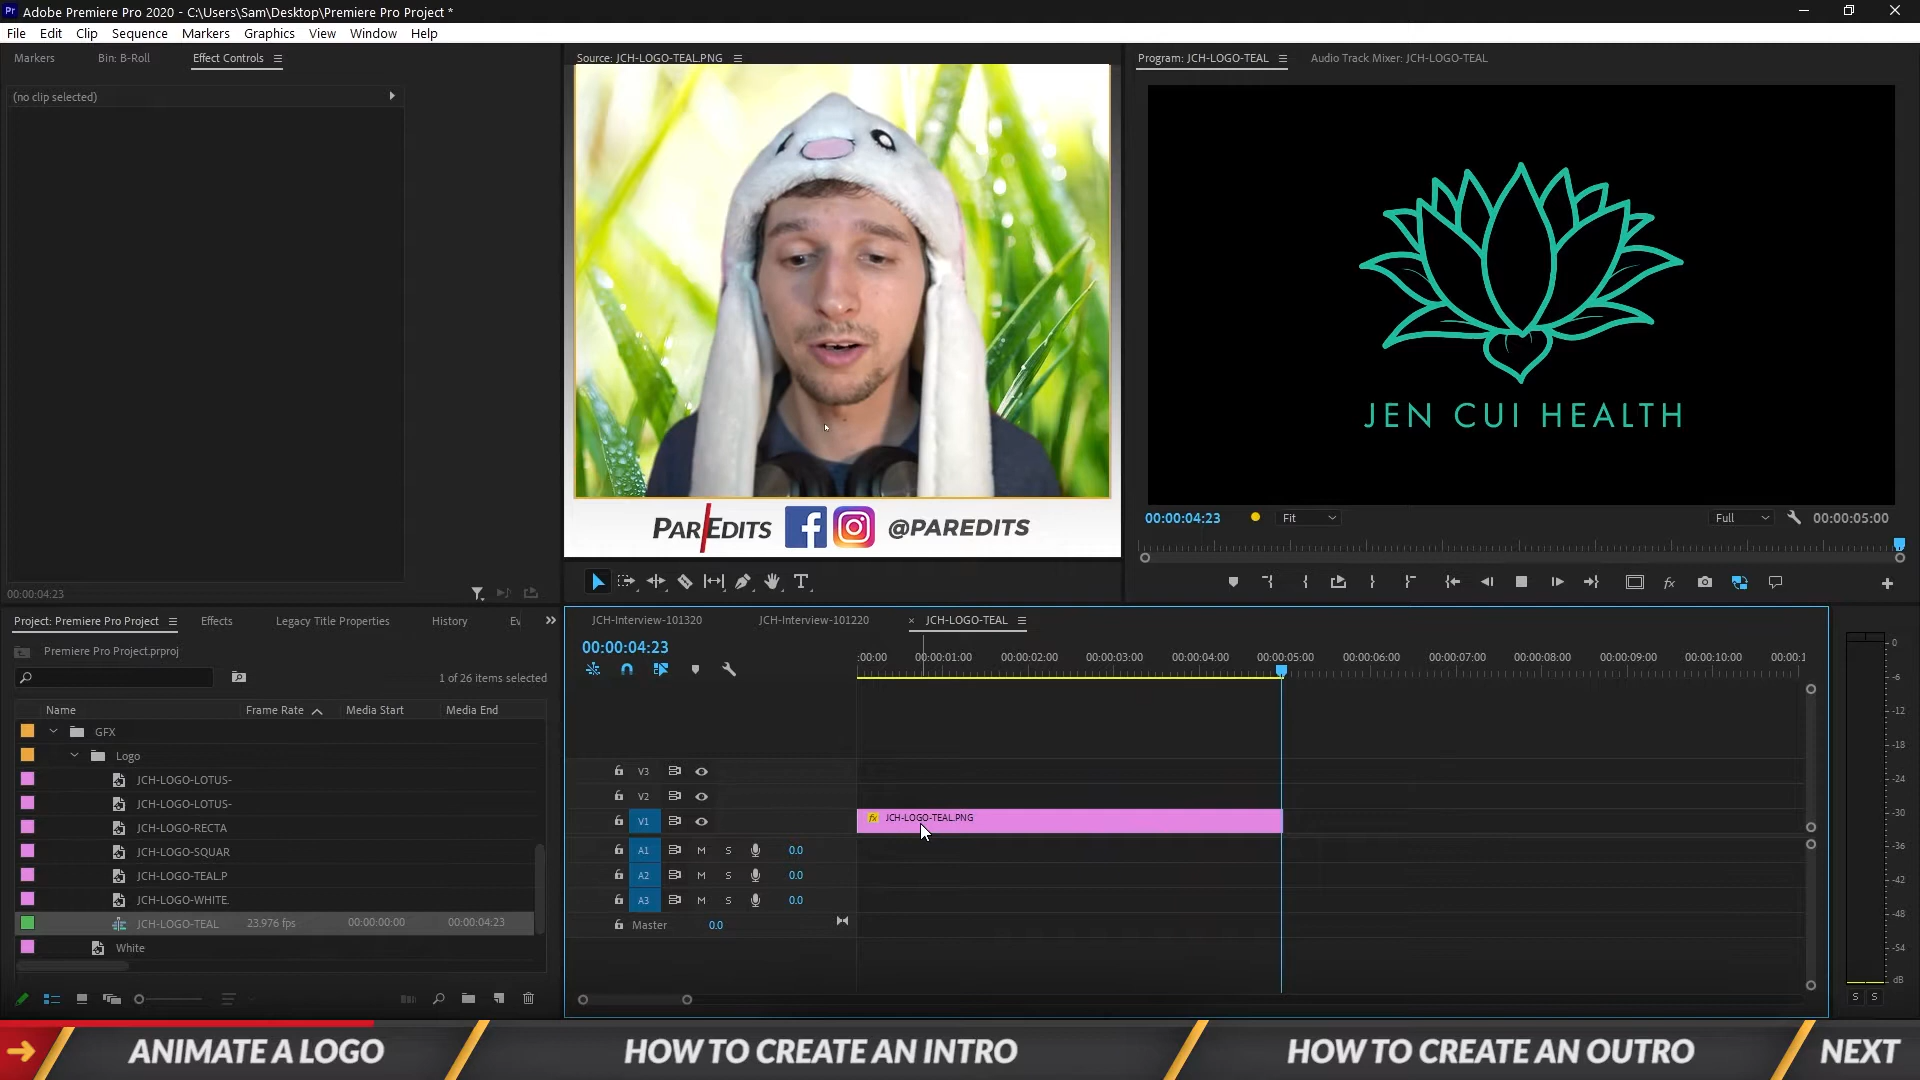 Pr Adobe Premiere Pro 2020 - C:\Users\Sam\Desktop\Premiere Pro Project *
File Edit Clip Sequence Markers Graphics View Window Help
Markers Bin: B-Roll Effect Controls
(no clip selected)
00:00:04:23
Source: JCH-LOGO-TEAL.PNG
PAR/EDITS @PAREDITS
Program: JCH-LOGO-TEAL Audio Track Mixer: JCH-LOGO-TEAL
JEN CUI HEALTH
00:00:04:23 Fit Full 00:00:05:00
Project: Premiere Pro Project Effects Legacy Title Properties History Ev
Premiere Pro Project.prproj
1 of 26 items selected
Name Frame Rate Media Start Media End
GFX
Logo
JCH-LOGO-LOTUS-
JCH-LOGO-LOTUS-
JCH-LOGO-RECTA
JCH-LOGO-SQUAR
JCH-LOGO-TEAL.P
JCH-LOGO-WHITE.
JCH-LOGO-TEAL 23.976 fps 00:00:00:00 00:00:04:23
White
JCH-Interview-101320 JCH-Interview-101220 × JCH-LOGO-TEAL
00:00:04:23
:00:00 00:00:01:00 00:00:02:00 00:00:03:00 00:00:04:00 00:00:05:00 00:00:06:00 00:00:07:00 00:00:08:00 00:00:09:00 00:00:10:00 00:00:1
V3
V2
V1 fx JCH-LOGO-TEAL.PNG
A1 M S 0.0
A2 M S 0.0
A3 M S 0.0
Master 0.0
0
-6
-12
-18
-24
-30
-36
-42
-48
-54
dB
S S
ANIMATE A LOGO HOW TO CREATE AN INTRO HOW TO CREATE AN OUTRO NEXT